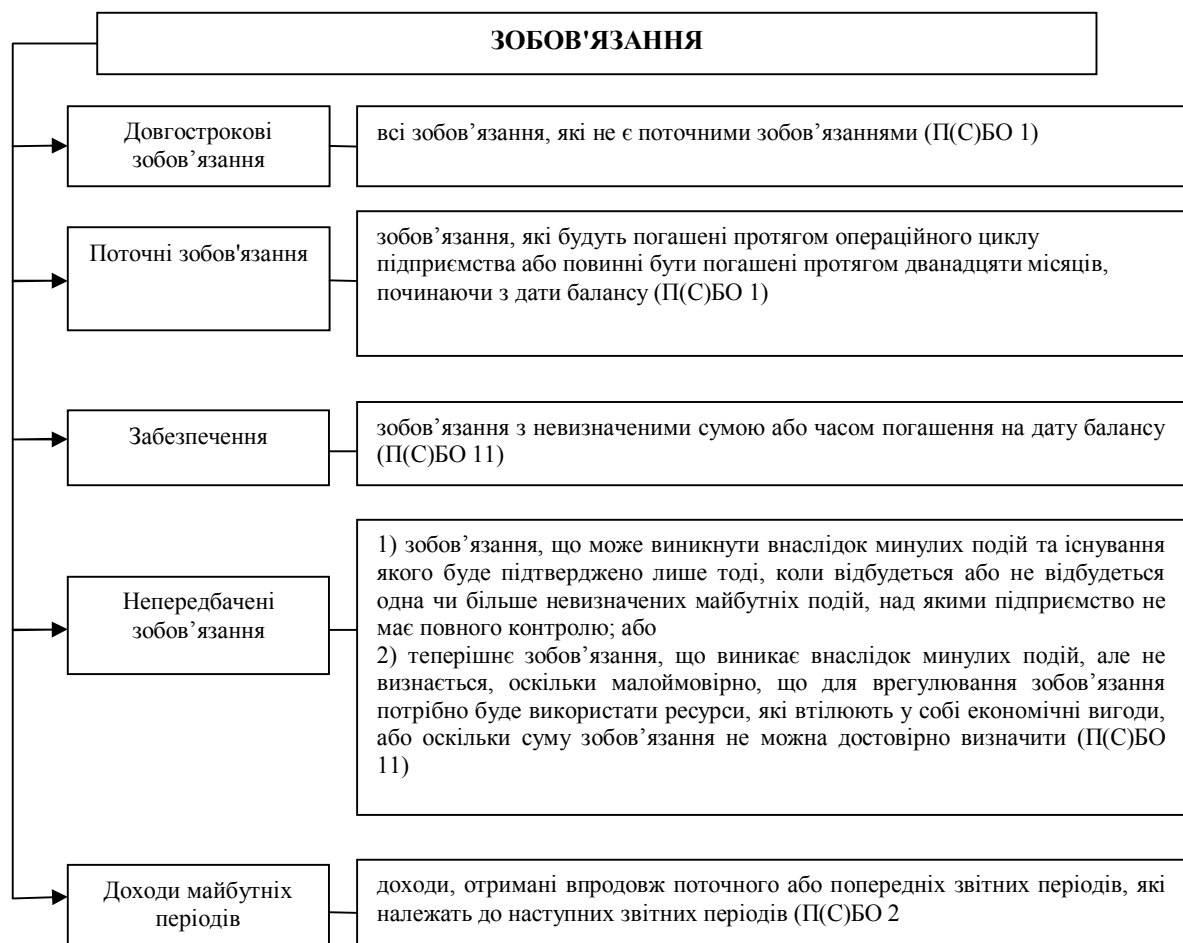 ЗОБОВ'ЯЗАННЯ
Довгострокові
зобов’язання
всі зобов’язання, які не є поточними зобов’язаннями (П(С)БО 1)
Поточні зобов'язання
зобов’язання, які будуть погашені протягом операційного циклу
підприємства або повинні бути погашені протягом дванадцяти місяців,
починаючи з дати балансу (П(С)БО 1)
Забезпечення
зобов’язання з невизначеними сумою або часом погашення на дату балансу
(П(С)БО 11)
Непередбачені
зобов’язання
1) зобов’язання, що може виникнути внаслідок минулих подій та існування
якого буде підтверджено лише тоді, коли відбудеться або не відбудеться
одна чи більше невизначених майбутніх подій, над якими підприємство не
має повного контролю; або
2) теперішнє зобов’язання, що виникає внаслідок минулих подій, але не
визнається, оскільки малоймовірно, що для врегулювання зобов’язання
потрібно буде використати ресурси, які втілюють у собі економічні вигоди,
або оскільки суму зобов’язання не можна достовірно визначити (П(С)БО
11)
Доходи майбутніх
періодів
доходи, отримані впродовж поточного або попередніх звітних періодів, які
належать до наступних звітних періодів (П(С)БО 2